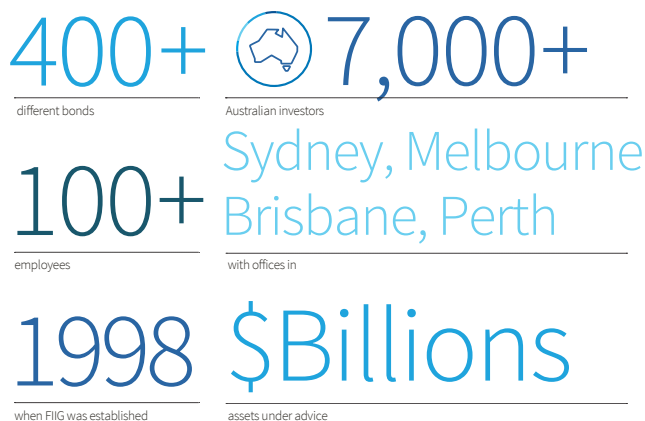 400+
different bonds
7,000+
Australian investors
100+
employees
Sydney, Melbourne
Brisbane, Perth
with offices in
1998
when FIIG was established
$Billions
assets under advice